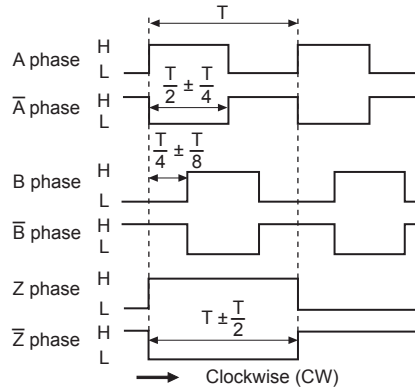 T
A phase H
L
A̅ phase H
L
T/2 ± T/4
T/4 ± T/8
B phase H
L
B̅ phase H
L
Z phase H
L
T ± T/2
Z̅ phase H
L
Clockwise (CW)